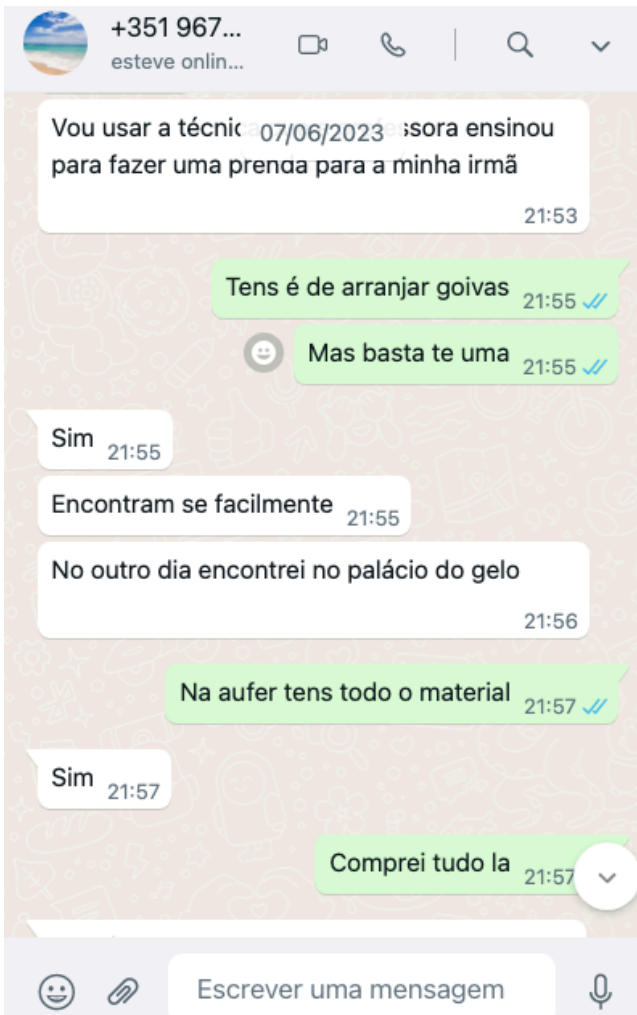 +351 967...
esteve onlin...
07/06/2023
Vou usar a técnic ssora ensinou
para fazer uma prenda para a minha irmã
21:53
Tens é de arranjar goivas 21:55
Mas basta te uma 21:55
Sim 21:55
Encontram se facilmente 21:55
No outro dia encontrei no palácio do gelo
21:56
Na aufer tens todo o material 21:57
Sim 21:57
Comprei tudo la 21:57
Escrever uma mensagem